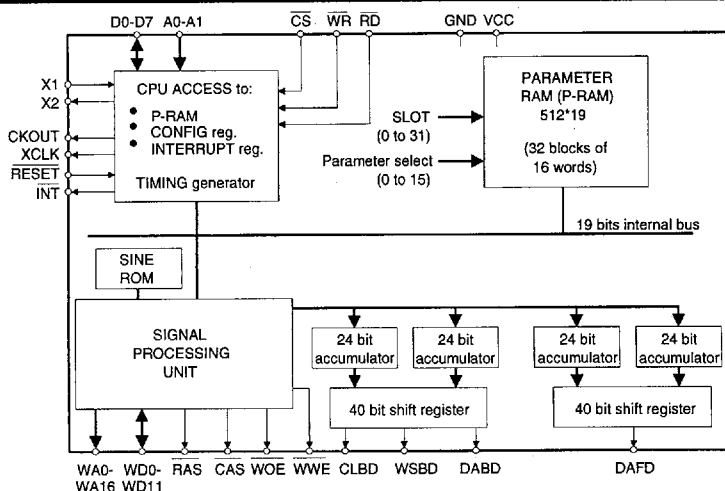 D0-D7 A0-A1 CS WR RD GND VCC
X1
X2
CKOUT
XCLK
RESET
INT
CPU ACCESS to:
• P-RAM
• CONFIG reg.
• INTERRUPT reg.
TIMING generator
SLOT
(0 to 31)
Parameter select
(0 to 15)
PARAMETER
RAM (P-RAM)
512*19
(32 blocks of
16 words)
19 bits internal bus
SINE
ROM
SIGNAL
PROCESSING
UNIT
24 bit
accumulator
24 bit
accumulator
24 bit
accumulator
24 bit
accumulator
40 bit shift register
40 bit shift register
WA0-
WA16
WD0-
WD11
RAS CAS WOE WWE CLBD WSBD DABD DAFD